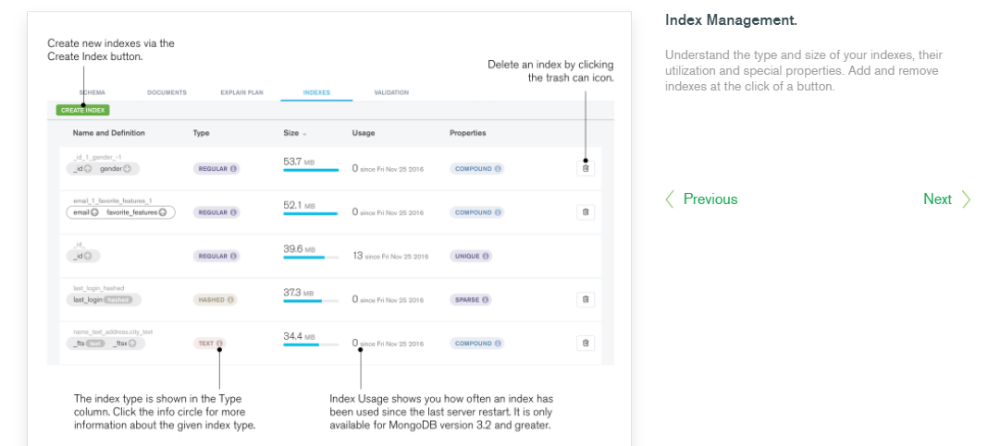 Index Management.
Understand the type and size of your indexes, their
utilization and special properties. Add and remove
indexes at the click of a button.
Previous
Next
Create new indexes via the
Create Index button.
Delete an index by clicking
the trash can icon.
SCHEMA DOCUMENTS EXPLAIN PLAN INDEXES VALIDATION
CREATE INDEX
Name and Definition Type Size Usage Properties
_id_1_gender_-1
_id gender REGULAR 53.7 MB 0 since Fri Nov 25 2016 COMPOUND
email_1_favorite_features_1
email favorite_features REGULAR 52.1 MB 0 since Fri Nov 25 2016 COMPOUND
_id_
_id REGULAR 39.6 MB 13 since Fri Nov 25 2016 UNIQUE
last_login_hashed
last_login hashed HASHED 37.3 MB 0 since Fri Nov 25 2016 SPARSE
name_text_address.city_text
_fts text _ftsx TEXT 34.4 MB 0 since Fri Nov 25 2016 COMPOUND
The index type is shown in the Type
column. Click the info circle for more
information about the given index type.
Index Usage shows you how often an index has
been used since the last server restart. It is only
available for MongoDB version 3.2 and greater.